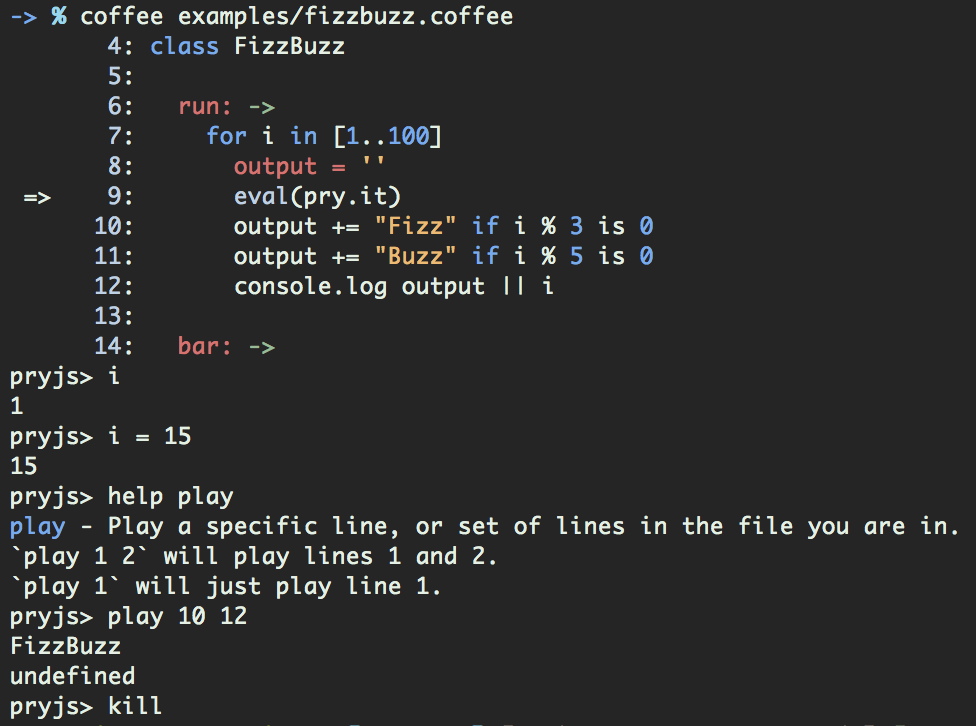 -> % coffee examples/fizzbuzz.coffee
       4: class FizzBuzz
       5:
       6:   run: ->
       7:     for i in [1..100]
       8:       output = ''
 =>    9:       eval(pry.it)
      10:       output += "Fizz" if i % 3 is 0
      11:       output += "Buzz" if i % 5 is 0
      12:       console.log output || i
      13:
      14:   bar: ->
pryjs> i
1
pryjs> i = 15
15
pryjs> help play
play - Play a specific line, or set of lines in the file you are in.
`play 1 2` will play lines 1 and 2.
`play 1` will just play line 1.
pryjs> play 10 12
FizzBuzz
undefined
pryjs> kill